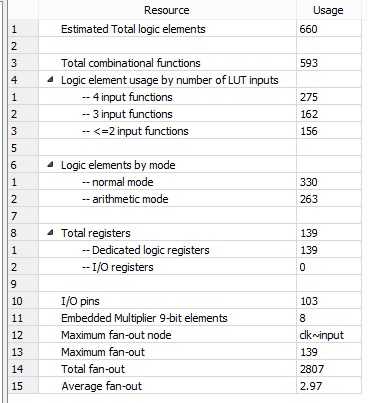 Resource Usage
1 Estimated Total logic elements 660
2
3 Total combinational functions 593
4 Logic element usage by number of LUT inputs
1 -- 4 input functions 275
2 -- 3 input functions 162
3 -- <=2 input functions 156
5
6 Logic elements by mode
1 -- normal mode 330
2 -- arithmetic mode 263
7
8 Total registers 139
1 -- Dedicated logic registers 139
2 -- I/O registers 0
9
10 I/O pins 103
11 Embedded Multiplier 9-bit elements 8
12 Maximum fan-out node clk~input
13 Maximum fan-out 139
14 Total fan-out 2807
15 Average fan-out 2.97